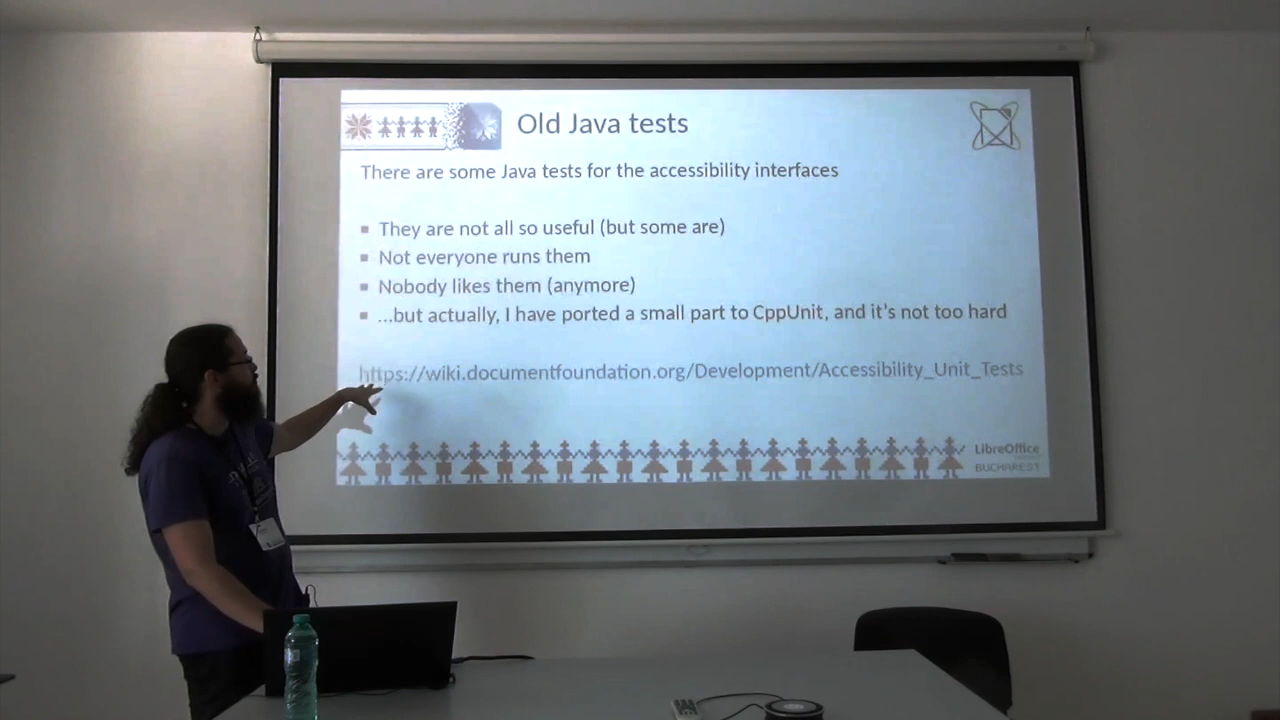 Old Java tests
There are some Java tests for the accessibility interfaces
▪ They are not all so useful (but some are)
▪ Not everyone runs them
▪ Nobody likes them (anymore)
▪ ...but actually, I have ported a small part to CppUnit, and it's not too hard
https://wiki.documentfoundation.org/Development/Accessibility_Unit_Tests
LibreOffice
BUCHAREST